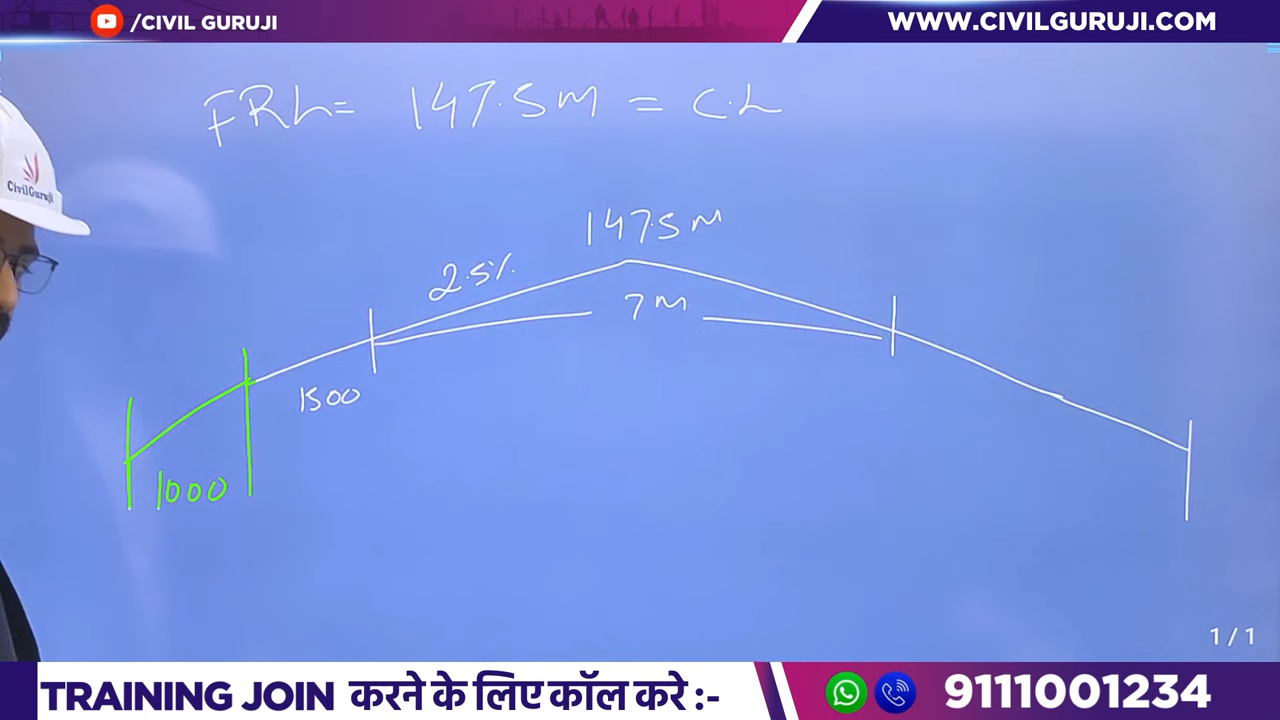 /CIVIL GURUJI
WWW.CIVILGURUJI.COM
FRL= 147.5M = C.L
CivilGuruji
147.5M
2.5%
7M
1500
1000
1 / 1
TRAINING JOIN करने के लिए कॉल करे :-
9111001234